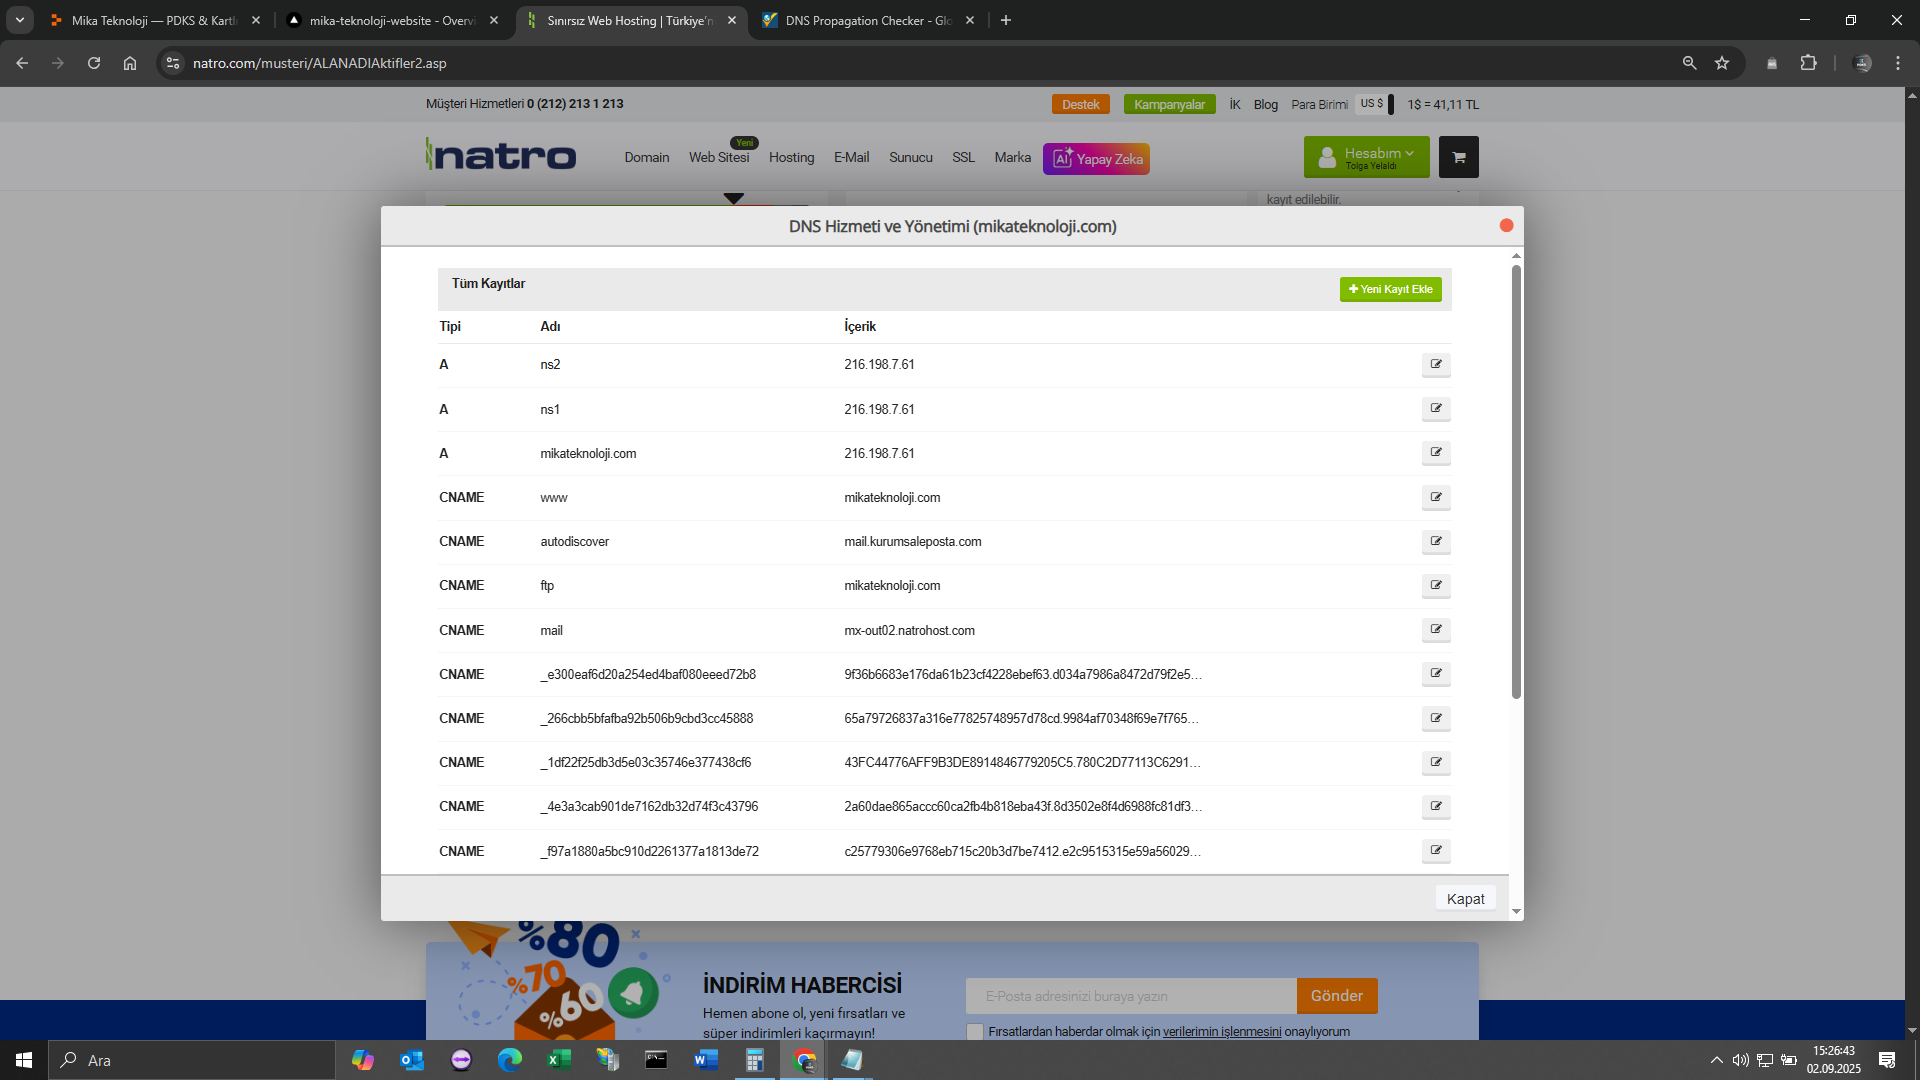 Mika Teknoloji — PDKS & Kartl
mika-teknoloji-website - Overvi
Sınırsız Web Hosting | Türkiye'n
DNS Propagation Checker - Glo
natro.com/musteri/ALANADIAktifler2.asp
Müşteri Hizmetleri 0 (212) 213 1 213
Destek
Kampanyalar
İK
Blog
Para Birimi
US $
1$ = 41,11 TL
natro
Domain
Web Sitesi
Yeni
Hosting
E-Mail
Sunucu
SSL
Marka
AI Yapay Zeka
Hesabım
Tolga Yelaldı
kayıt edilebilir.
DNS Hizmeti ve Yönetimi (mikateknoloji.com)
Tüm Kayıtlar
Yeni Kayıt Ekle
Tipi Adı İçerik
A ns2 216.198.7.61
A ns1 216.198.7.61
A mikateknoloji.com 216.198.7.61
CNAME www mikateknoloji.com
CNAME autodiscover mail.kurumsaleposta.com
CNAME ftp mikateknoloji.com
CNAME mail mx-out02.natrohost.com
CNAME _e300eaf6d20a254ed4baf080eeed72b8 9f36b6683e176da61b23cf4228ebef63.d034a7986a8472d79f2e5...
CNAME _266cbb5bfafba92b506b9cbd3cc45888 65a79726837a316e77825748957d78cd.9984af70348f69e7f765...
CNAME _1df22f25db3d5e03c35746e377438cf6 43FC44776AFF9B3DE8914846779205C5.780C2D77113C6291...
CNAME _4e3a3cab901de7162db32d74f3c43796 2a60dae865accc60ca2fb4b818eba43f.8d3502e8f4d6988fc81df3...
CNAME _f97a1880a5bc910d2261377a1813de72 c25779306e9768eb715c20b3d7be7412.e2c9515315e59a56029...
Kapat
%80
%70
%60
İNDİRİM HABERCİSİ
Hemen abone ol, yeni fırsatları ve
süper indirimleri kaçırmayın!
E-Posta adresinizi buraya yazın
Gönder
Fırsatlardan haberdar olmak için verilerimin işlenmesini onaylıyorum
Ara
15:26:43
02.09.2025